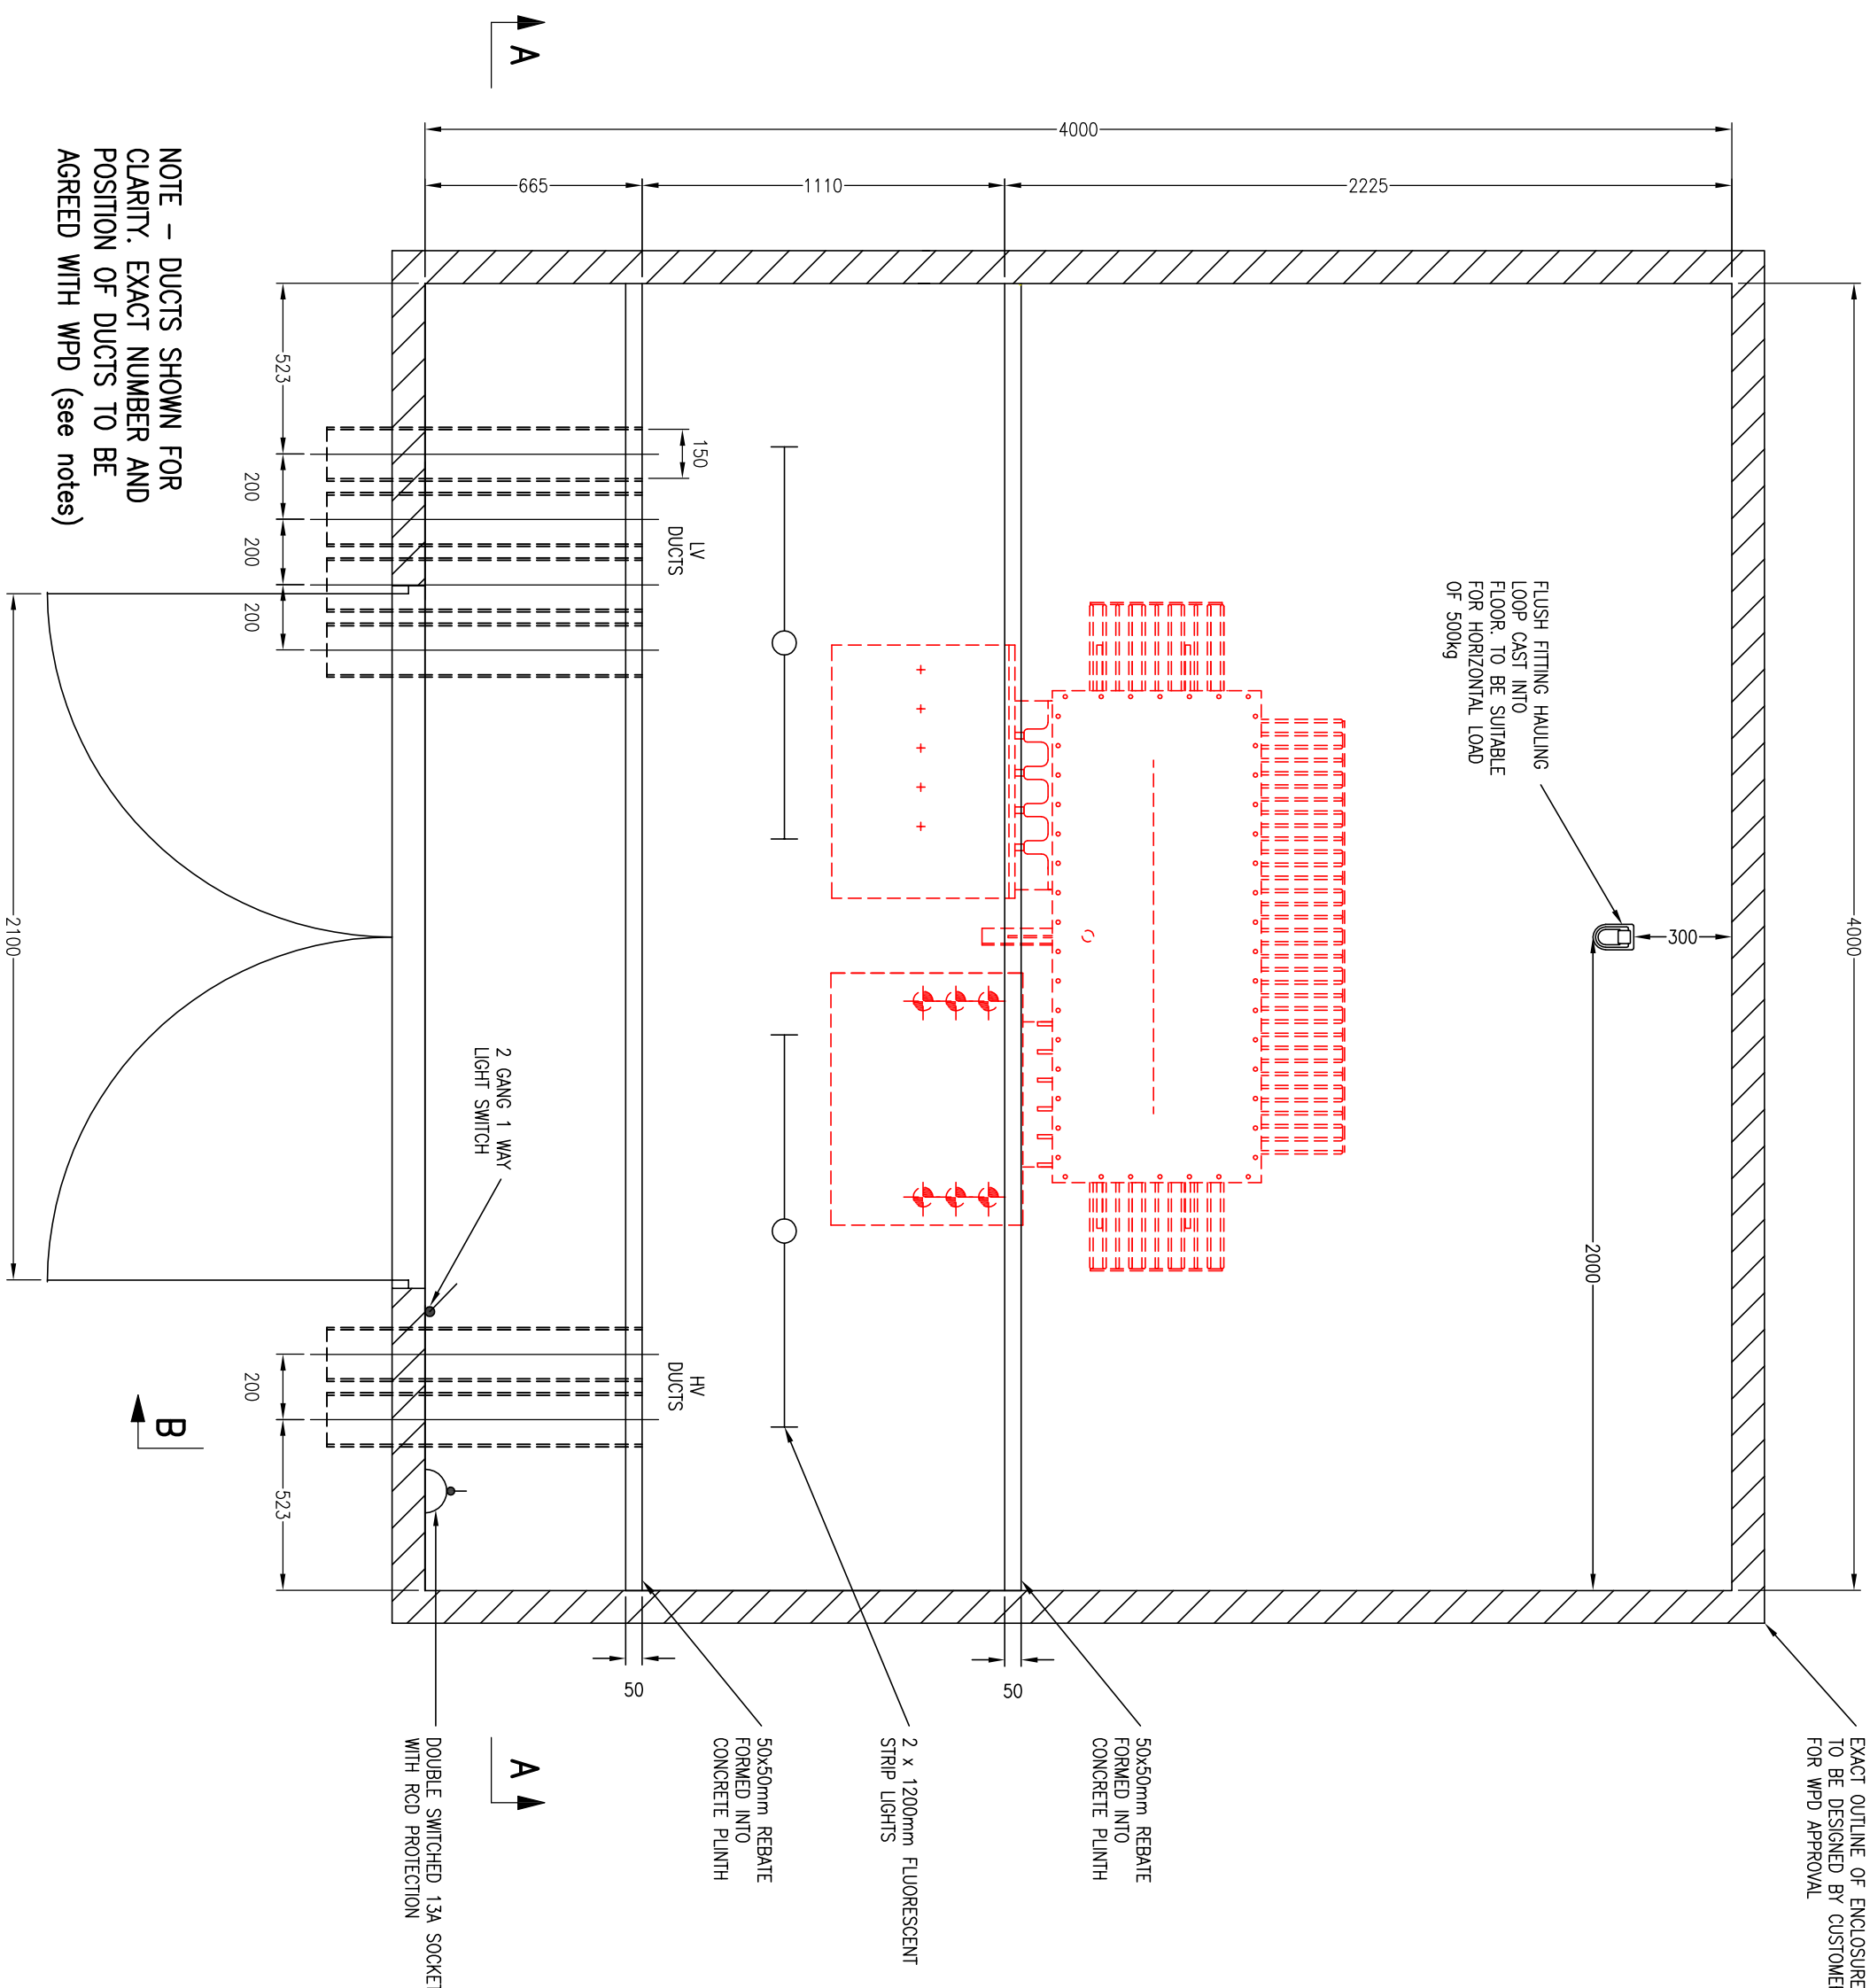 EXACT OUTLINE OF ENCLOSURE
TO BE DESIGNED BY CUSTOMER
FOR WPD APPROVAL
4000
300
2000
FLUSH FITTING HAULING
LOOP CAST INTO
FLOOR. TO BE SUITABLE
FOR HORIZONTAL LOAD
OF 500kg
4000
2225
1110
665
50x50mm REBATE
FORMED INTO
CONCRETE PLINTH
50
2 x 1200mm FLUORESCENT
STRIP LIGHTS
50x50mm REBATE
FORMED INTO
CONCRETE PLINTH
50
150
LV
DUCTS
HV
DUCTS
A
A
2 GANG 1 WAY
LIGHT SWITCH
DOUBLE SWITCHED 13A SOCKET
WITH RCD PROTECTION
523
200
200
200
200
523
B
2100
NOTE - DUCTS SHOWN FOR
CLARITY. EXACT NUMBER AND
POSITION OF DUCTS TO BE
AGREED WITH WPD (see notes)